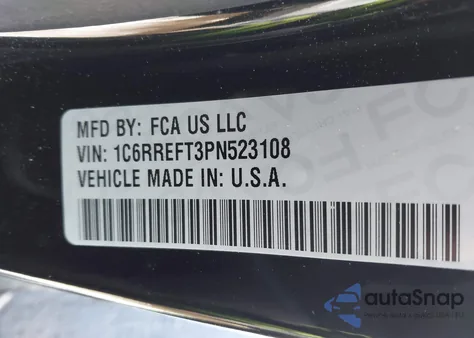 MFD BY: FCA US LLC
VIN: 1C6RREFT3PN523108
VEHICLE MADE IN: U.S.A.
autoSnap